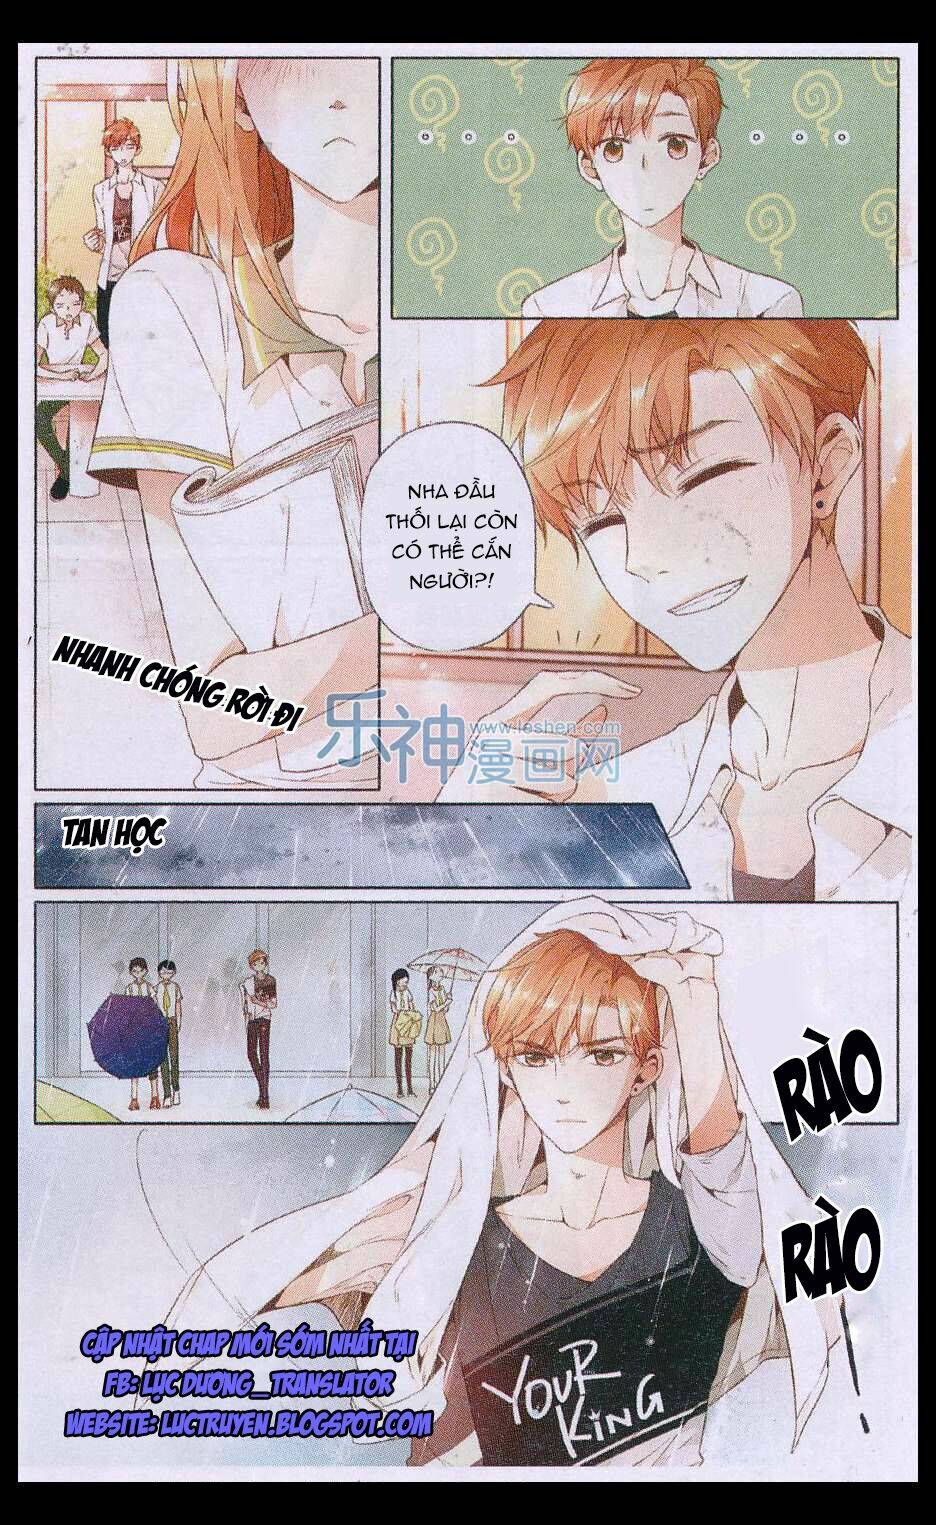 YOUR
KING
NHA ĐẦU
THỐI LẠI CÒN
CÓ THỂ CẮN
NGƯỜI?!
NHANH CHÓNG RỜI ĐI
乐神漫画网
www.leshen.com
TAN HỌC
RÀO
RÀO
YOUR
KING
CẬP NHẬT CHAP MỚI SỚM NHẤT TẠI
FB: LỤC DƯƠNG_TRANSLATOR
WEBSITE: LUCTRUYEN.BLOGSPOT.COM